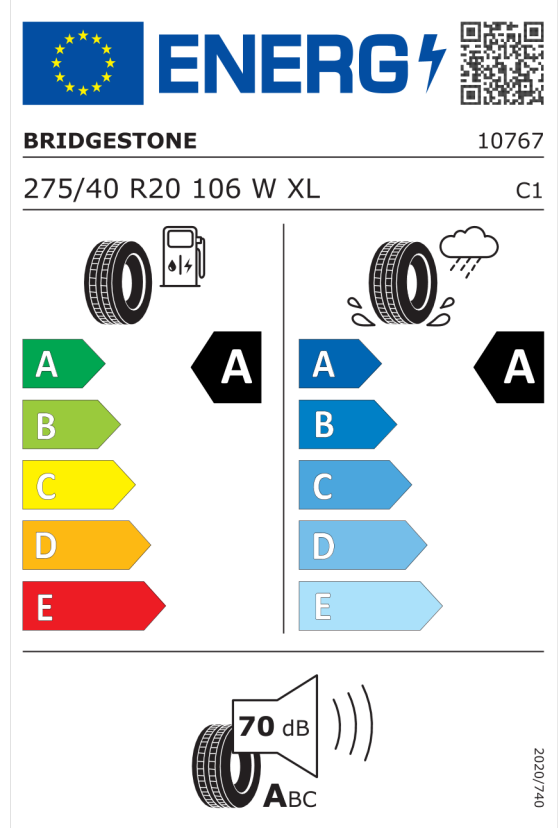 ENERG
BRIDGESTONE 10767
275/40 R20 106 W XL C1
A A
B
C
D
E
A A
B
C
D
E
70 dB
ABC
2020/740